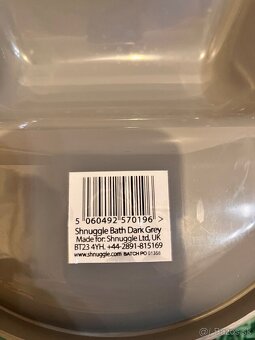 5 060492 570196 >
Shnuggle Bath Dark Grey
Made for: Shnuggle Ltd, UK
BT23 4YH, +44-2891-815169
www.shnuggle.com BATCH PO 01358